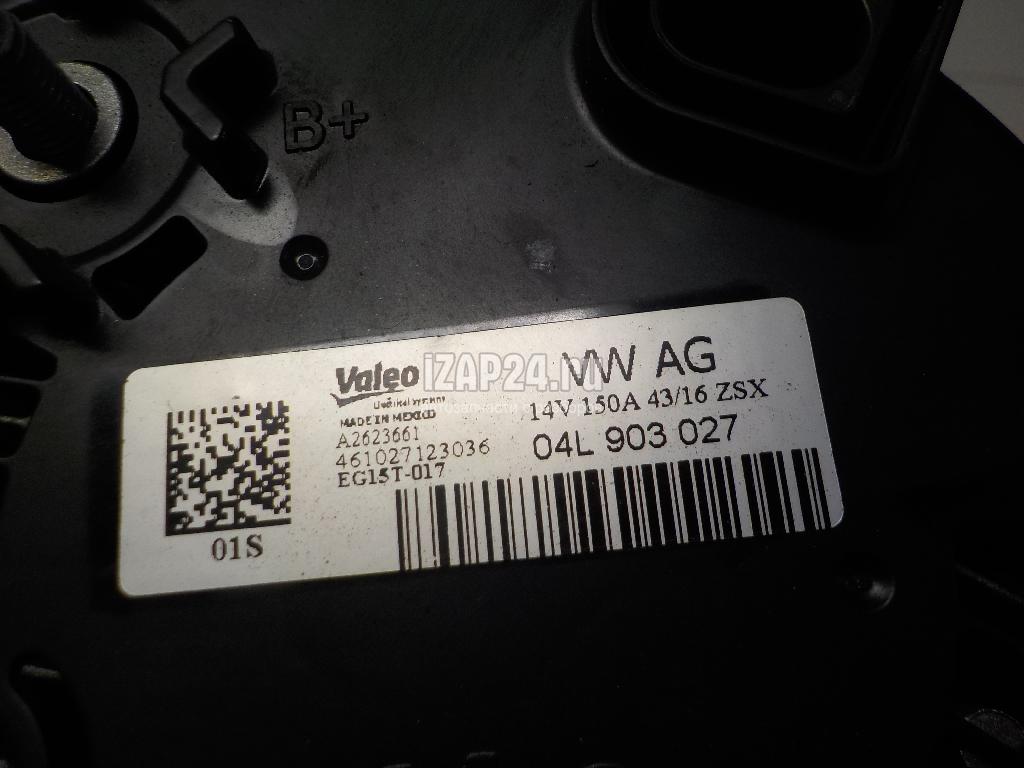 B+
Valeo
MADE IN MEXICO
A2623661
461027123036
EG15T-017
VW AG
14V 150A 43/16 ZSX
04L 903 027
01S
iZAP24.ru